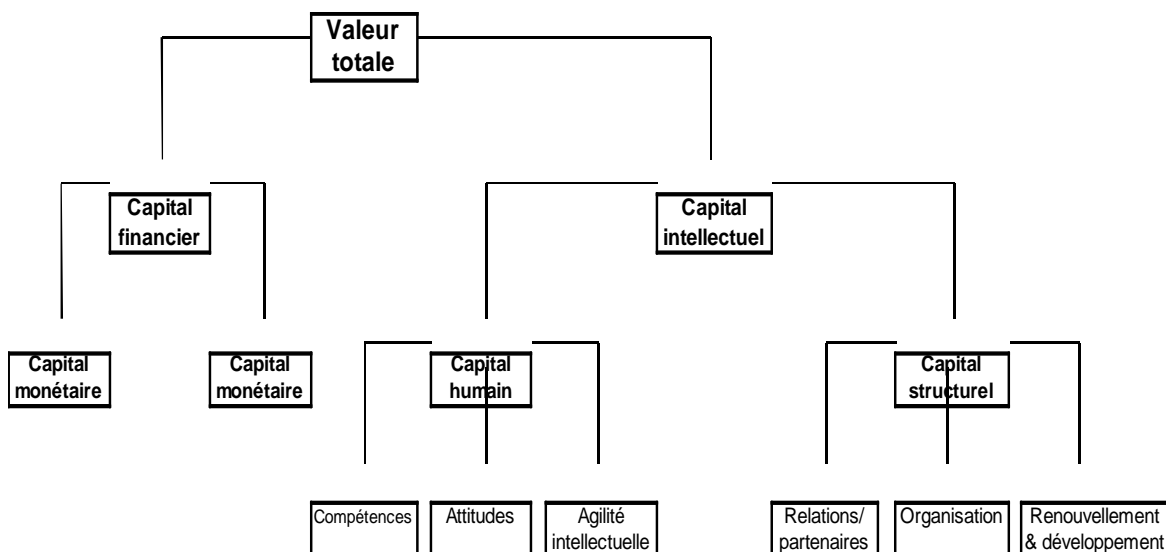 Valeur
totale
Capital
financier
Capital
intellectuel
Capital
monétaire
Capital
monétaire
Capital
humain
Capital
structurel
Compétences
Attitudes
Agilité
intellectuelle
Relations/
partenaires
Organisation
Renouvellement
& développement